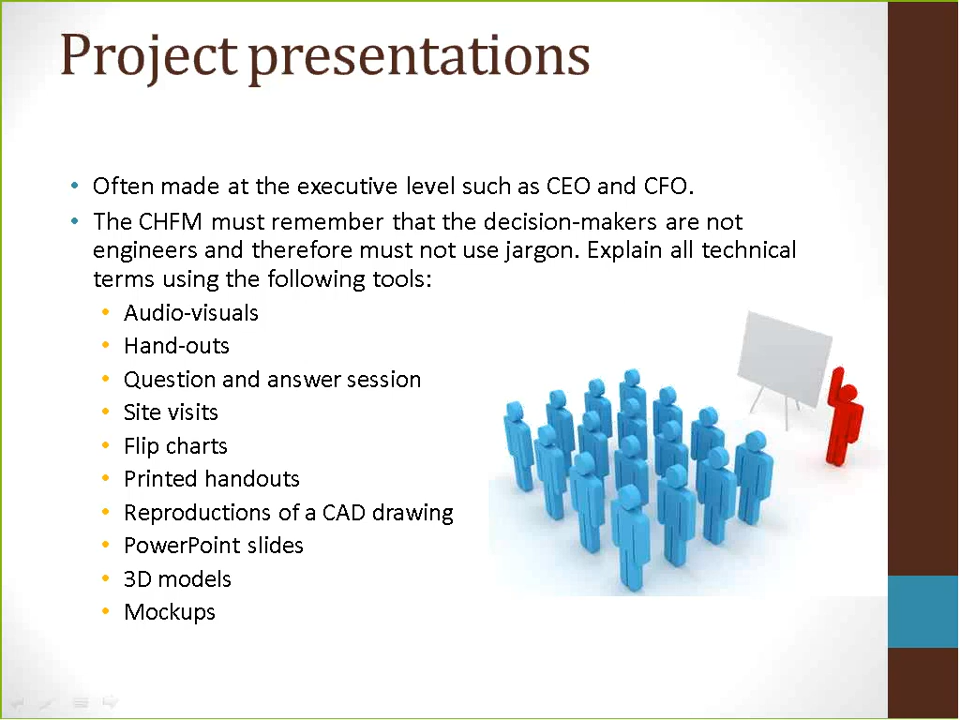 Project presentations
• Often made at the executive level such as CEO and CFO.
• The CHFM must remember that the decision-makers are not
engineers and therefore must not use jargon. Explain all technical
terms using the following tools:
• Audio-visuals
• Hand-outs
• Question and answer session
• Site visits
• Flip charts
• Printed handouts
• Reproductions of a CAD drawing
• PowerPoint slides
• 3D models
• Mockups